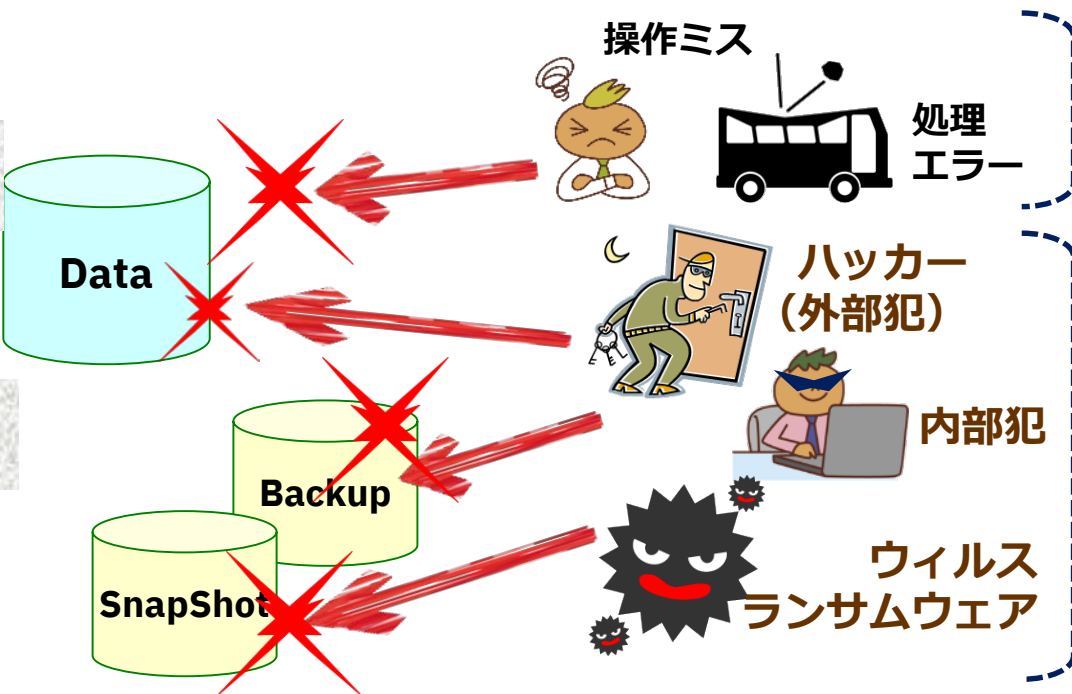 操作ミス
処理
エラー
Data
ハッカー
（外部犯）
内部犯
Backup
SnapShot
ウィルス
ランサムウェア